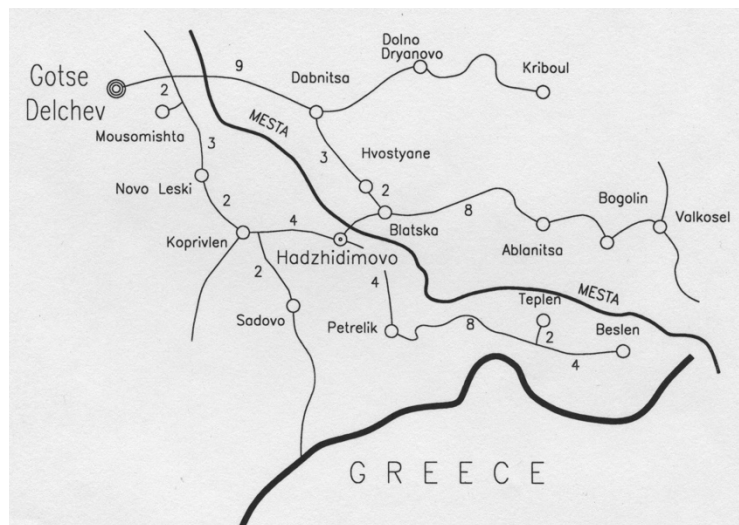 Dolno
Dryanovo
Kriboul
Gotse
Delchev
9
Dabnitsa
2
Mousomishta
MESTA
3
3
Hvostyane
Novo Leski
2
2
8
Bogolin
Valkosel
Koprivlen
4
Blatska
Ablanitsa
Hadzhidimovo
2
4
MESTA
Teplen
Sadovo
Petrelik
8
2
Beslen
4
GREECE